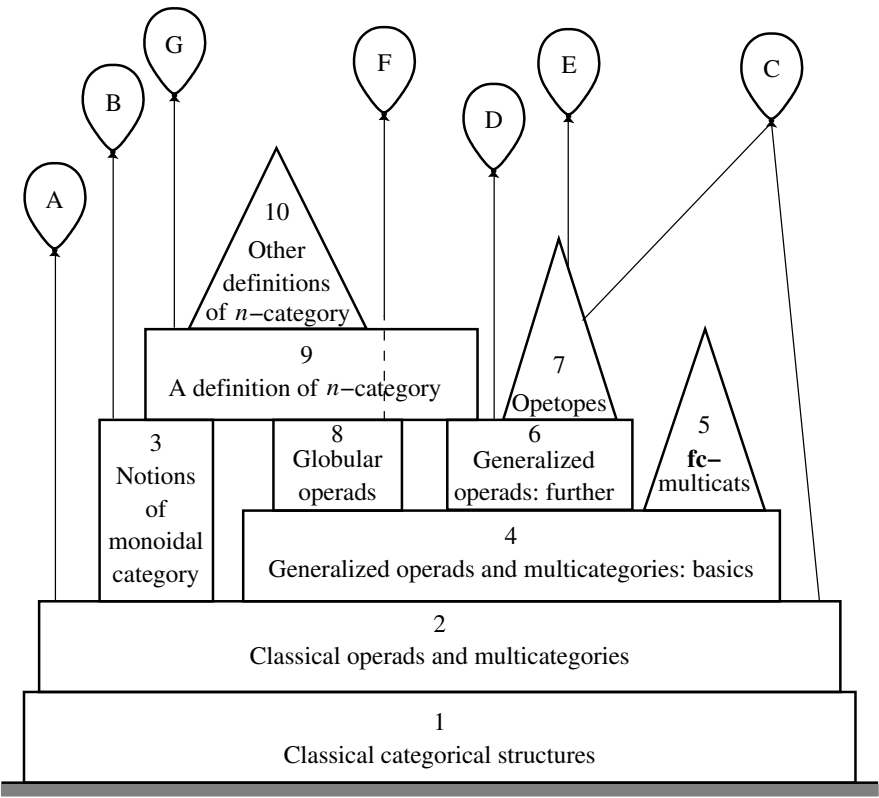 G
F
E
C
B
D
A
10
Other
definitions
of n−category
9
A definition of n−category
7
Opetopes
3
Notions
of
monoidal
category
8
Globular
operads
6
Generalized
operads: further
5
fc−
multicats
4
Generalized operads and multicategories: basics
2
Classical operads and multicategories
1
Classical categorical structures